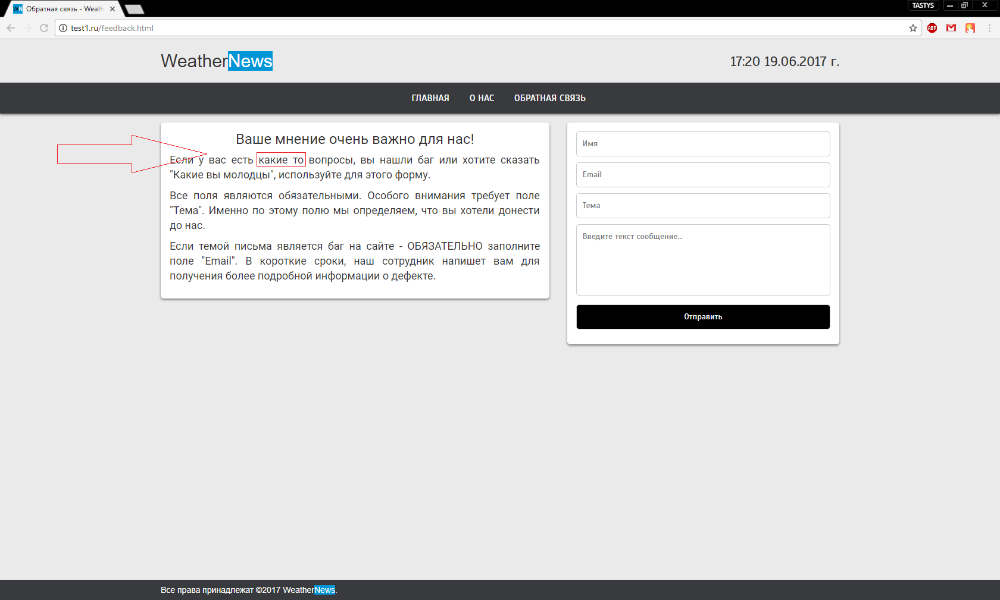 WN Обратная связь - Weath
TASTYS
test1.ru/feedback.html
ABP
WeatherNews
17:20 19.06.2017 г.
ГЛАВНАЯ О НАС ОБРАТНАЯ СВЯЗЬ
Ваше мнение очень важно для нас!
Если у вас есть какие то вопросы, вы нашли баг или хотите сказать
"Какие вы молодцы", используйте для этого форму.
Все поля являются обязательными. Особого внимания требует поле
"Тема". Именно по этому полю мы определяем, что вы хотели донести
до нас.
Если темой письма является баг на сайте - ОБЯЗАТЕЛЬНО заполните
поле "Email". В короткие сроки, наш сотрудник напишет вам для
получения более подробной информации о дефекте.
Имя
Email
Тема
Введите текст сообщение...
Отправить
Все права принадлежат ©2017 WeatherNews.